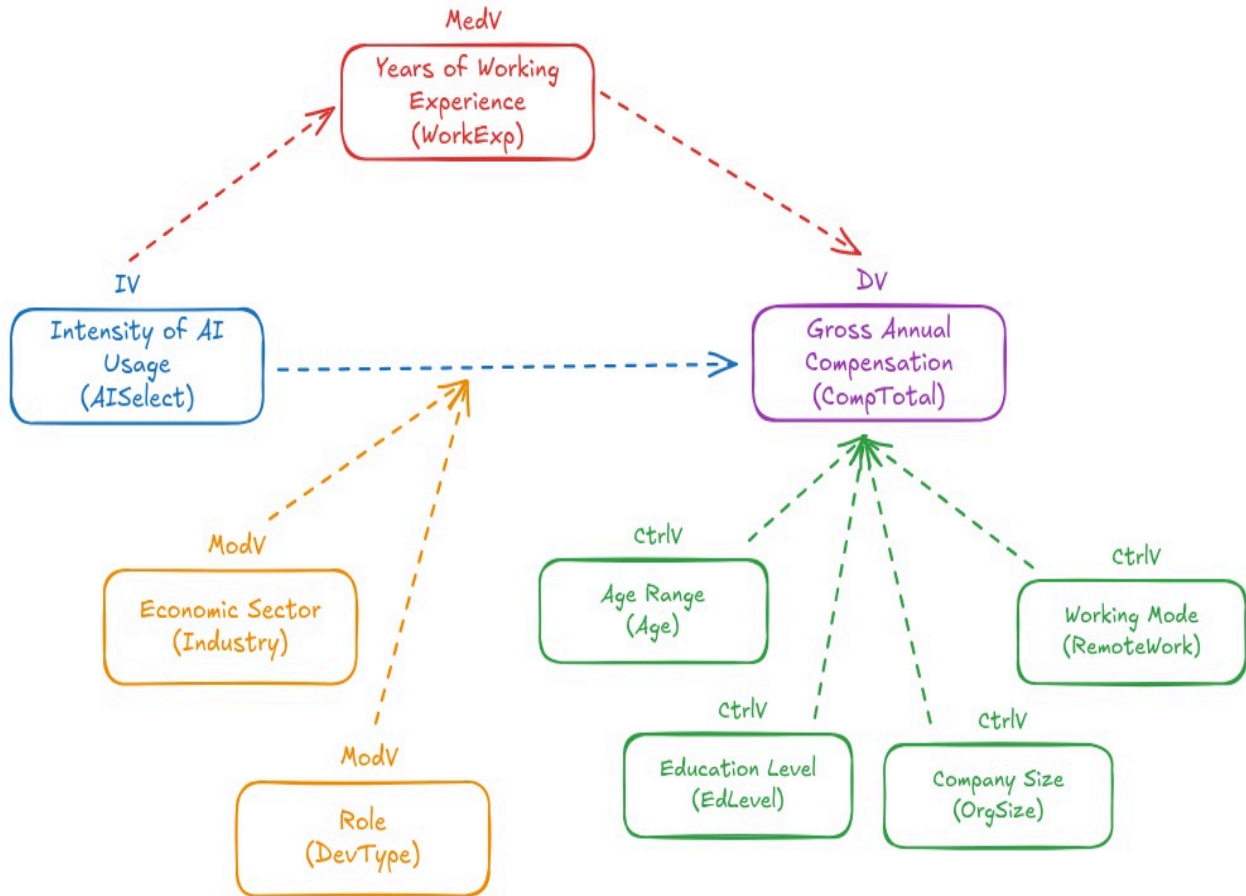 MedV
Years of Working
Experience
(WorkExp)
IV
Intensity of AI
Usage
(AISelect)
DV
Gross Annual
Compensation
(CompTotal)
ModV
Economic Sector
(Industry)
ModV
Role
(DevType)
CtrlV
Age Range
(Age)
CtrlV
Working Mode
(RemoteWork)
CtrlV
Education Level
(EdLevel)
CtrlV
Company Size
(OrgSize)